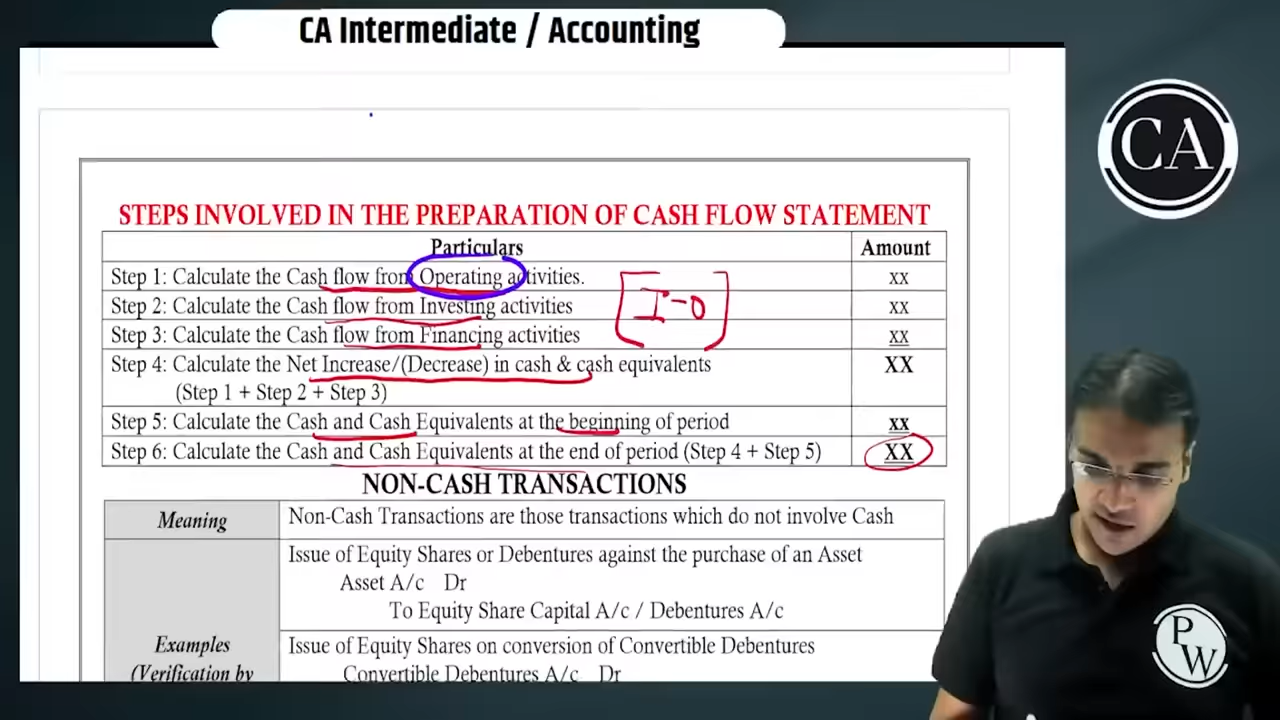 CA Intermediate / Accounting
CA
STEPS INVOLVED IN THE PREPARATION OF CASH FLOW STATEMENT
Particulars Amount
Step 1: Calculate the Cash flow from Operating activities. xx
Step 2: Calculate the Cash flow from Investing activities xx
Step 3: Calculate the Cash flow from Financing activities xx
[I-O]
Step 4: Calculate the Net Increase/(Decrease) in cash & cash equivalents XX
(Step 1 + Step 2 + Step 3)
Step 5: Calculate the Cash and Cash Equivalents at the beginning of period xx
Step 6: Calculate the Cash and Cash Equivalents at the end of period (Step 4 + Step 5) XX
NON-CASH TRANSACTIONS
Meaning Non-Cash Transactions are those transactions which do not involve Cash
Issue of Equity Shares or Debentures against the purchase of an Asset
Asset A/c Dr
To Equity Share Capital A/c / Debentures A/c
Examples Issue of Equity Shares on conversion of Convertible Debentures
(Verification by Convertible Debentures A/c Dr
P
W